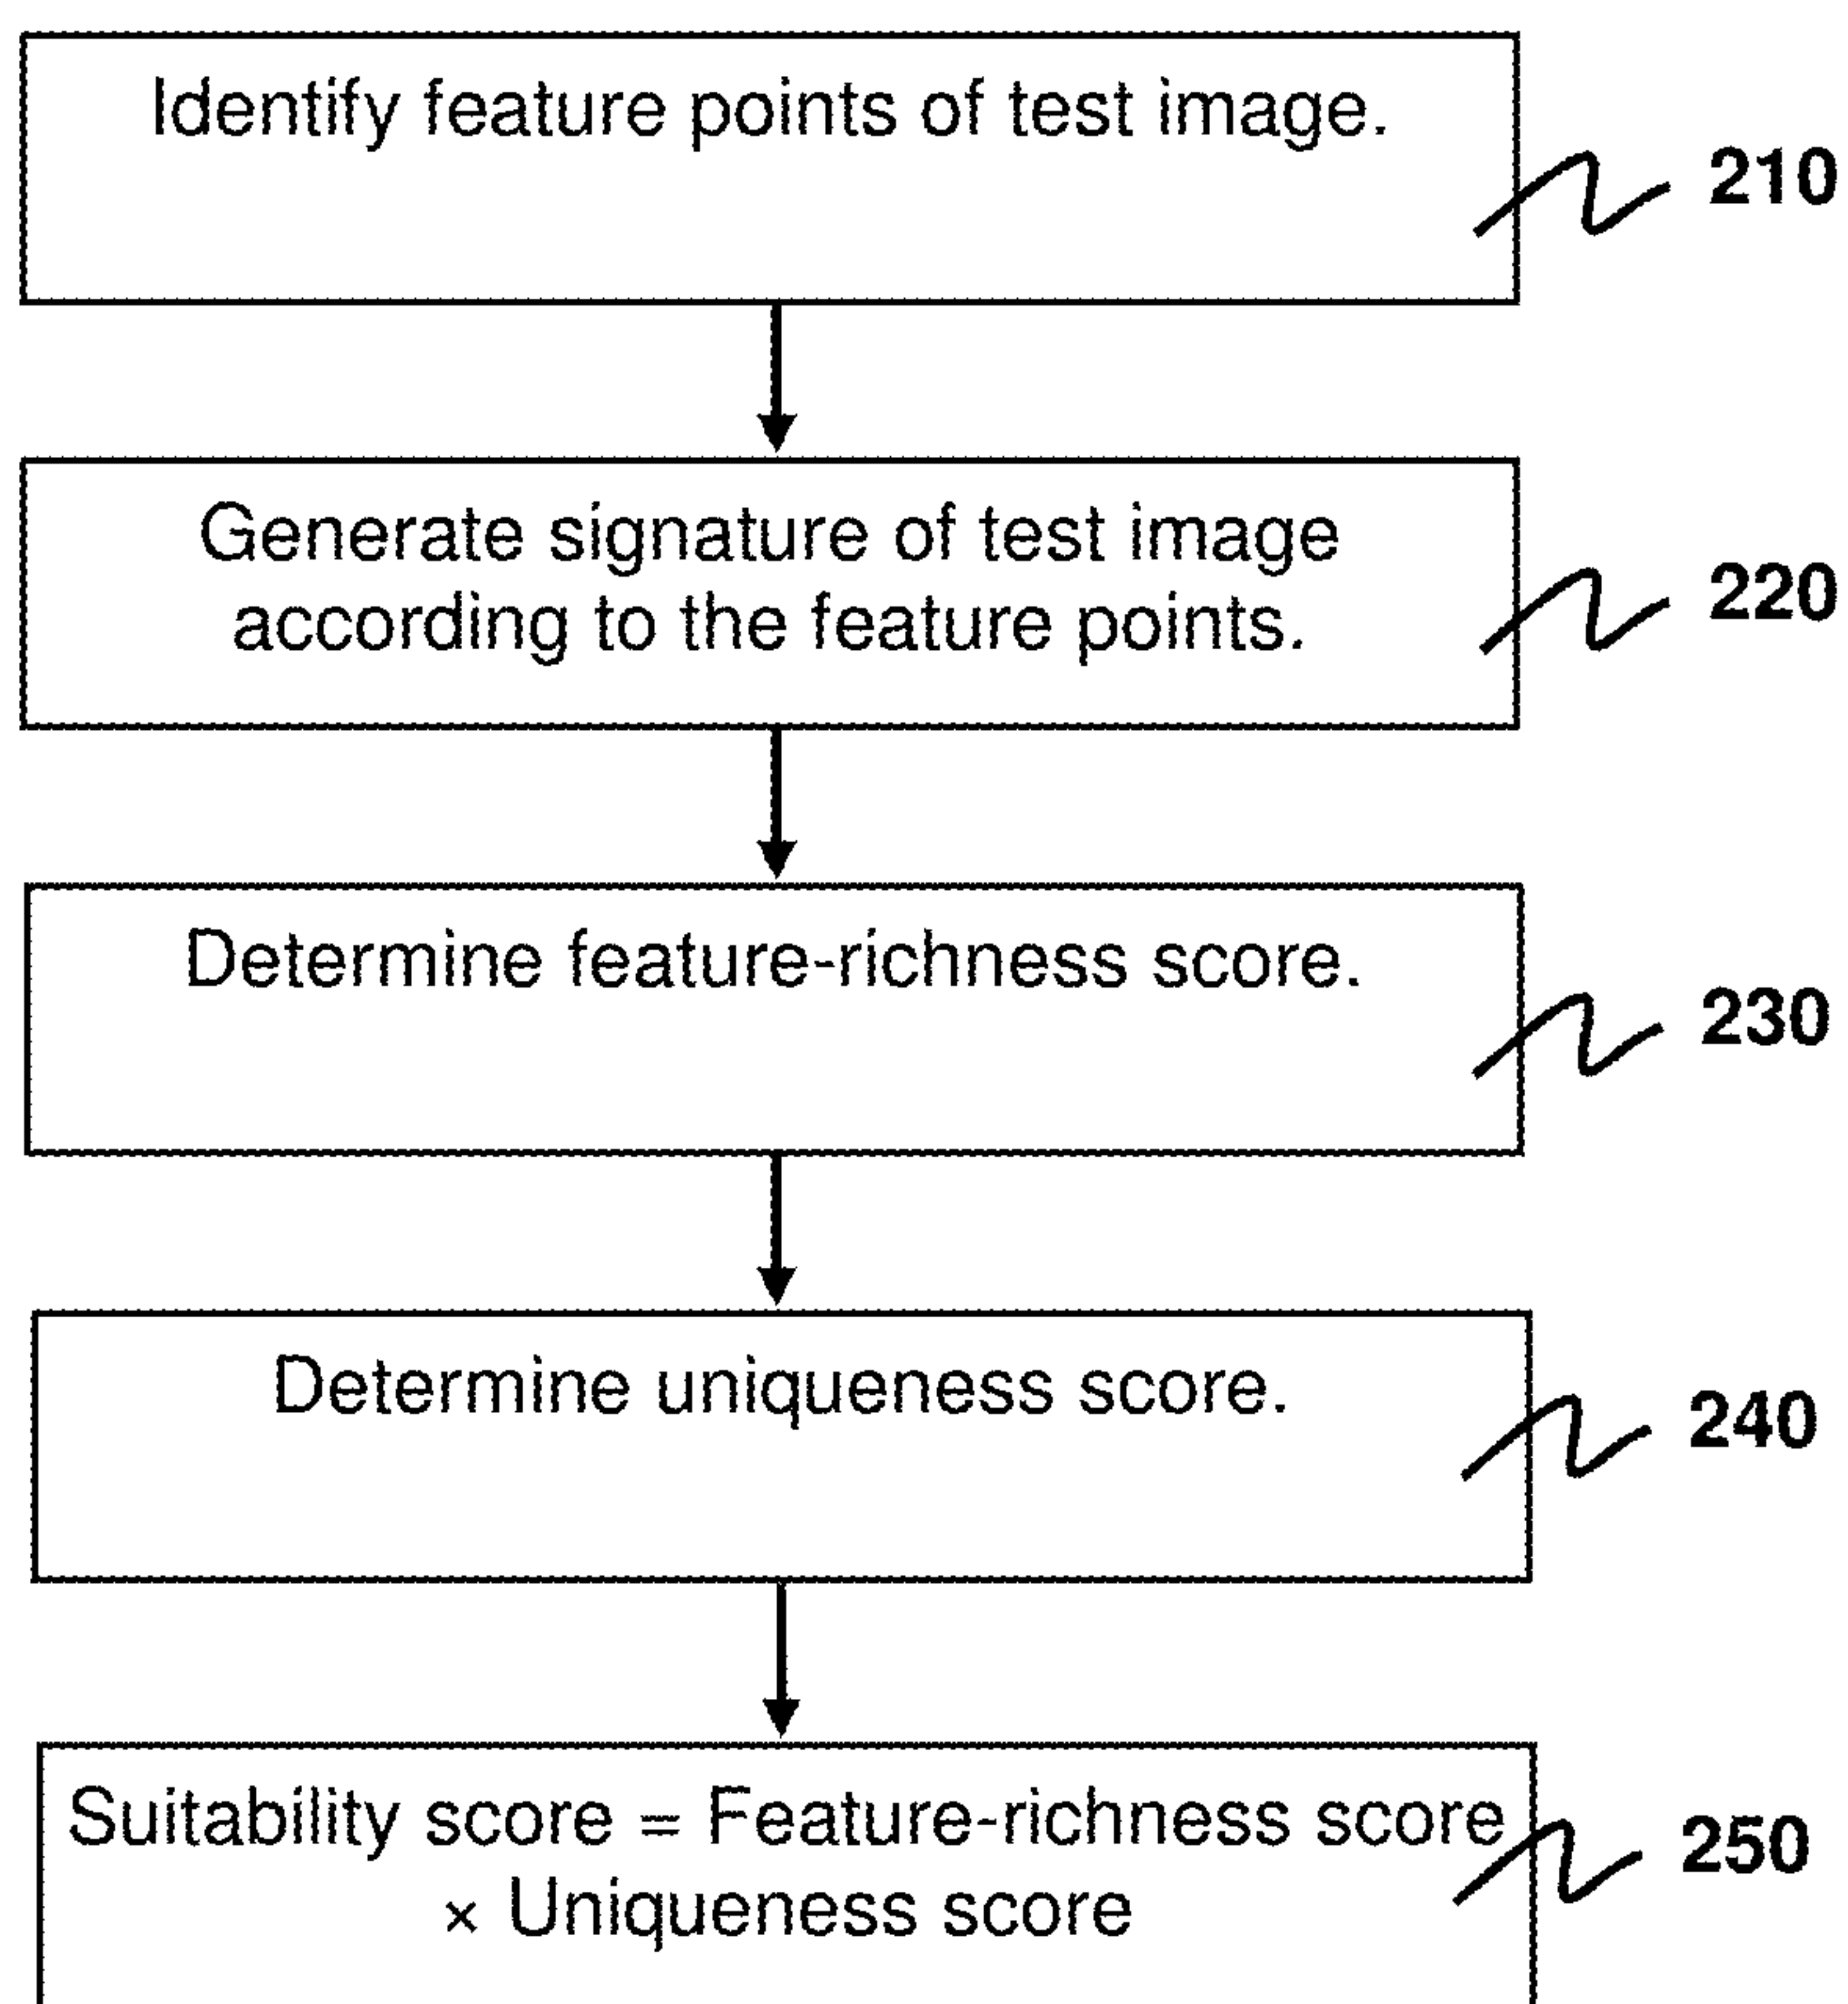 Identify feature points of test image.
210
Generate signature of test image
according to the feature points.
220
Determine feature-richness score.
230
Determine uniqueness score.
240
Suitability score = Feature-richness score
× Uniqueness score
250